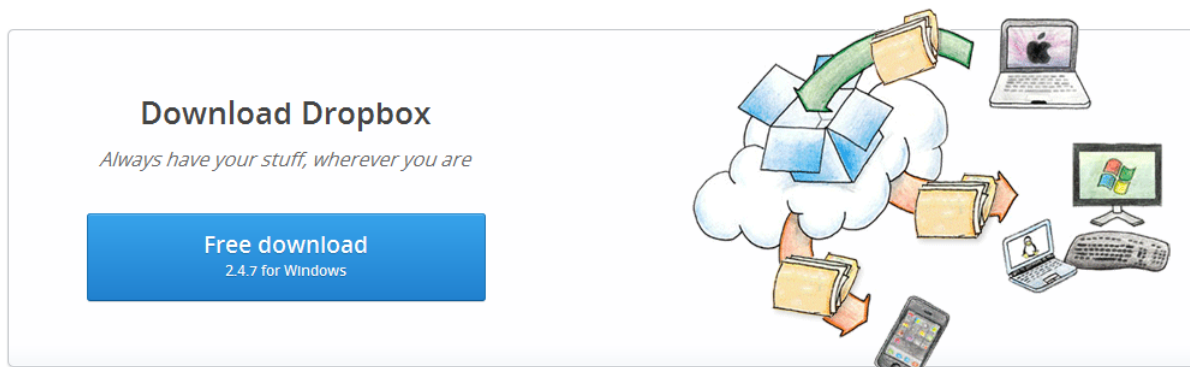 Download Dropbox
Always have your stuff, wherever you are
Free download
2.4.7 for Windows